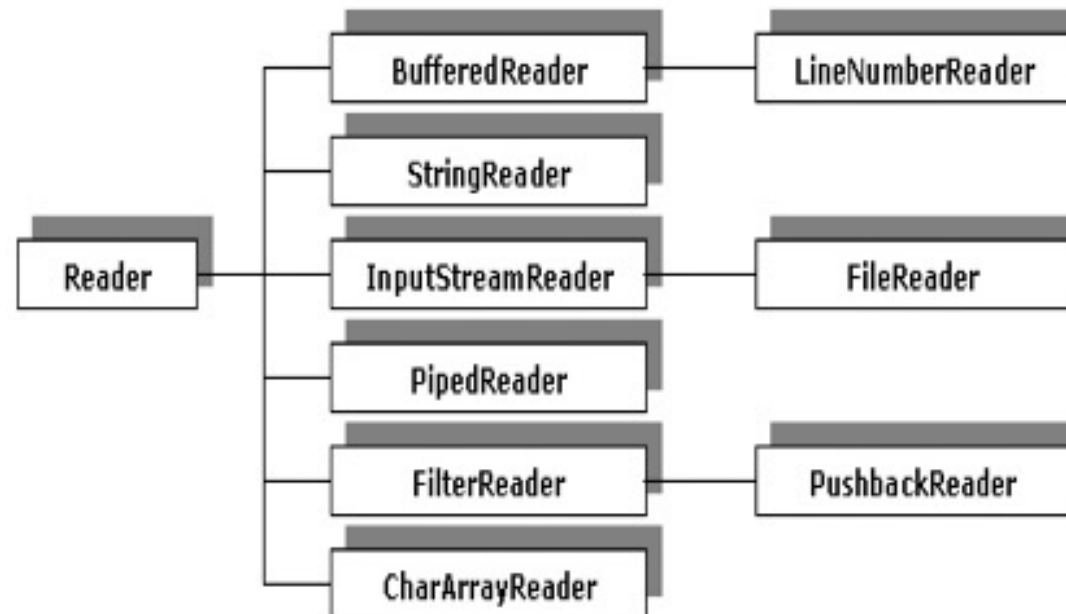 BufferedReader
LineNumberReader
StringReader
Reader
InputStreamReader
FileReader
PipedReader
FilterReader
PushbackReader
CharArrayReader